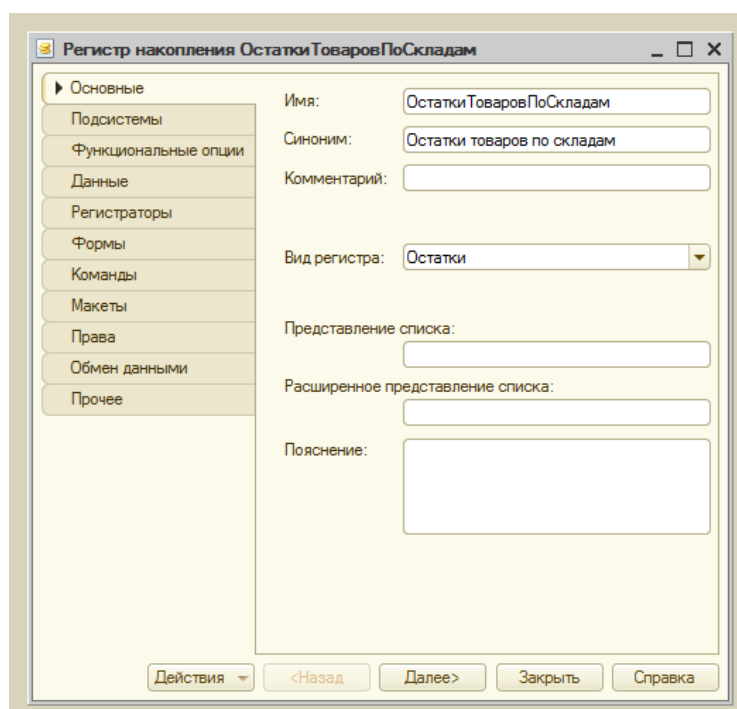 Регистр накопления ОстаткиТоваровПоСкладам
Основные
Подсистемы
Функциональные опции
Данные
Регистраторы
Формы
Команды
Макеты
Права
Обмен данными
Прочее
Имя: ОстаткиТоваровПоСкладам
Синоним: Остатки товаров по складам
Комментарий:
Вид регистра: Остатки
Представление списка:
Расширенное представление списка:
Пояснение:
Действия <Назад Далее> Закрыть Справка